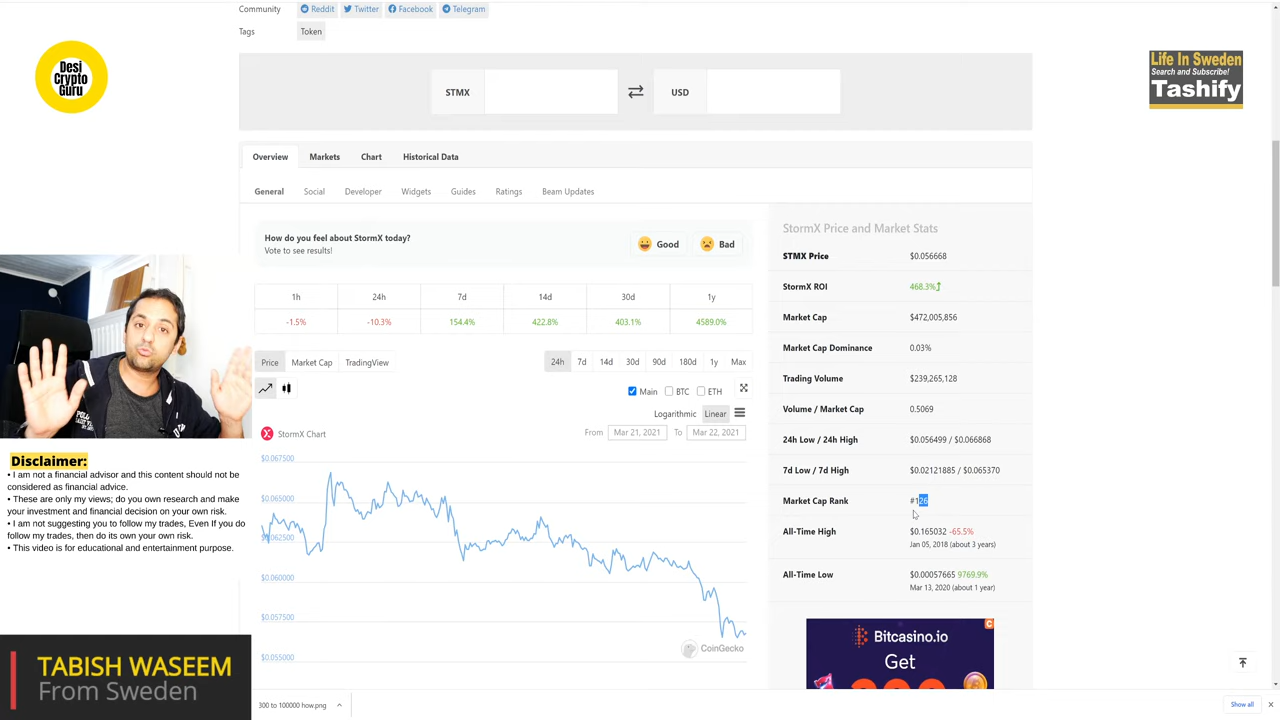 Community
Reddit
Twitter
Facebook
Telegram
Tags
Token
Desi
Crypto
Guru
Life In Sweden
Search and Subscribe!
Tashify
STMX
USD
Overview
Markets
Chart
Historical Data
General
Social
Developer
Widgets
Guides
Ratings
Beam Updates
How do you feel about StormX today?
Vote to see results!
Good
Bad
1h
24h
7d
14d
30d
1y
-1.5%
-10.3%
154.4%
422.8%
403.1%
4589.0%
Price
Market Cap
TradingView
24h
7d
14d
30d
90d
180d
1y
Max
Main
BTC
ETH
Logarithmic
Linear
StormX Chart
From
Mar 21, 2021
To
Mar 22, 2021
$0.067500
$0.065000
$0.062500
$0.060000
$0.057500
$0.055000
CoinGecko
StormX Price and Market Stats
STMX Price $0.056668
StormX ROI 468.3%
Market Cap $472,005,856
Market Cap Dominance 0.03%
Trading Volume $239,265,128
Volume / Market Cap 0.5069
24h Low / 24h High $0.056499 / $0.066868
7d Low / 7d High $0.02121885 / $0.065370
Market Cap Rank #126
All-Time High $0.165032 -65.5%
Jan 05, 2018 (about 3 years)
All-Time Low $0.00057665 9769.9%
Mar 13, 2020 (about 1 year)
Bitcasino.io
Get
Disclaimer:
• I am not a financial advisor and this content should not be
considered as financial advice.
• These are only my views; do you own research and make
your investment and financial decision on your own risk.
• I am not suggesting you to follow my trades, Even If you do
follow my trades, then do its own your own risk.
• This video is for educational and entertainment purpose.
TABISH WASEEM
From Sweden
300 to 100000 how.png
Show all